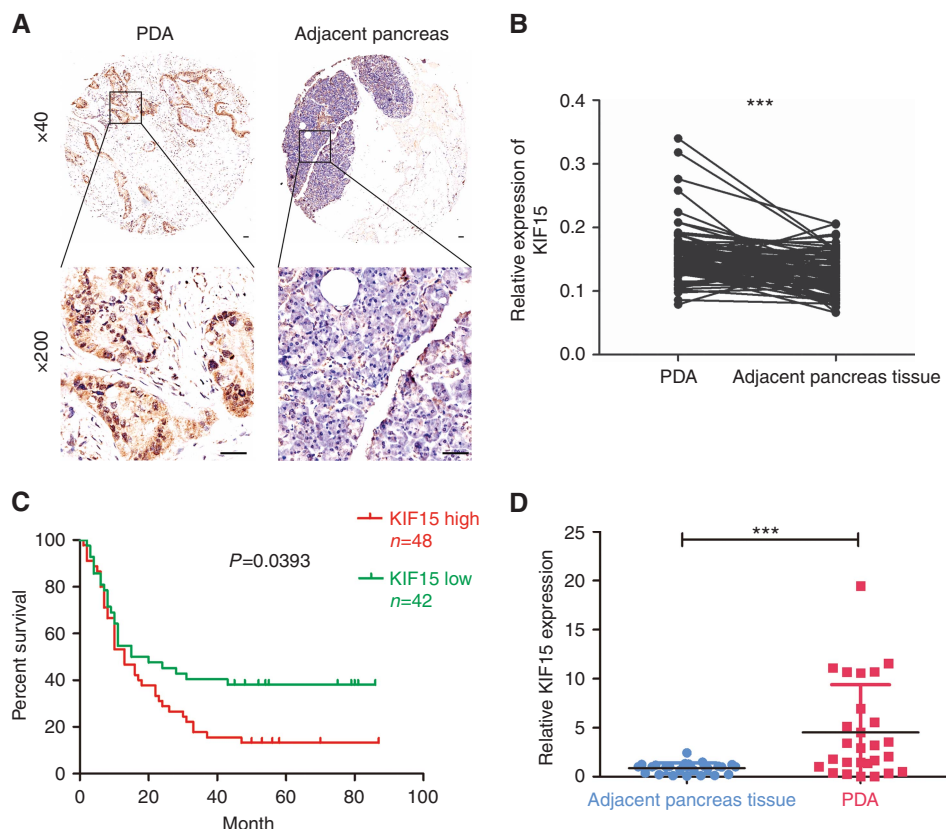 A
PDA
Adjacent pancreas
×40
×200
B
***
Relative expression of
KIF15
0.4
0.3
0.2
0.1
0.0
PDA
Adjacent pancreas tissue
C
KIF15 high
n=48
P=0.0393
KIF15 low
n=42
Percent survival
100
80
60
40
20
0
0
20
40
60
80
100
Month
D
***
Relative KIF15 expression
25
20
15
10
5
0
Adjacent pancreas tissue
PDA